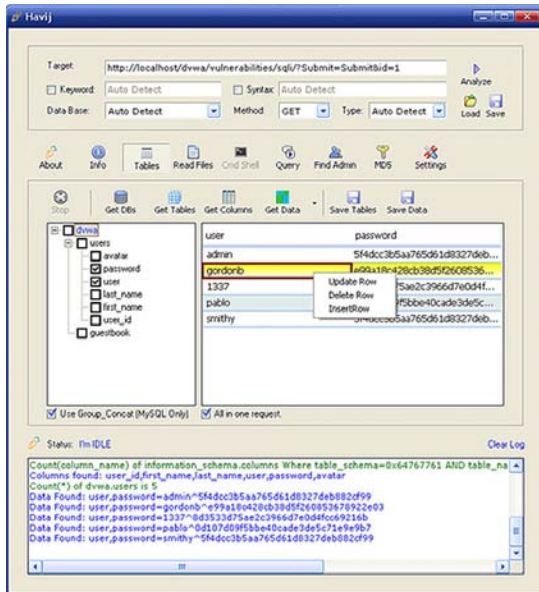 Havij
Target: http://localhost/dvwa/vulnerabilities/sqli/?Submit=Submit&id=1
Analyze
Keyword: Auto Detect Syntax: Auto Detect
Data Base: Auto Detect Method: GET Type: Auto Detect Load Save
About Info Tables Read Files Cmd Shell Query Find Admin MD5 Settings
Stop Get DBs Get Tables Get Columns Get Data Save Tables Save Data
dvwa
users
avatar
password
user
last_name
first_name
user_id
guestbook
user password
admin 5f4dcc3b5aa765d61d8327deb...
gordonb e99a18c428cb38d5f2608536...
1337
pablo
smithy
Update Row
Delete Row
InsertRow
Use Group_Concat (MySQL Only) All in one request.
Status: I'm IDLE Clear Log
Count(column_name) of information_schema.columns Where table_schema=0x64767761 AND table_na
Columns found: user_id,first_name,last_name,user,password,avatar
Count(*) of dvwa.users is 5
Data Found: user,password=admin^5f4dcc3b5aa765d61d8327deb882cf99
Data Found: user,password=gordonb^e99a18c428cb38d5f260853678922e03
Data Found: user,password=1337^8d3533d75ae2c3966d7e0d4fcc69216b
Data Found: user,password=pablo^0d107d09f5bbe40cade3de5c71e9e9b7
Data Found: user,password=smithy^5f4dcc3b5aa765d61d8327deb882cf99